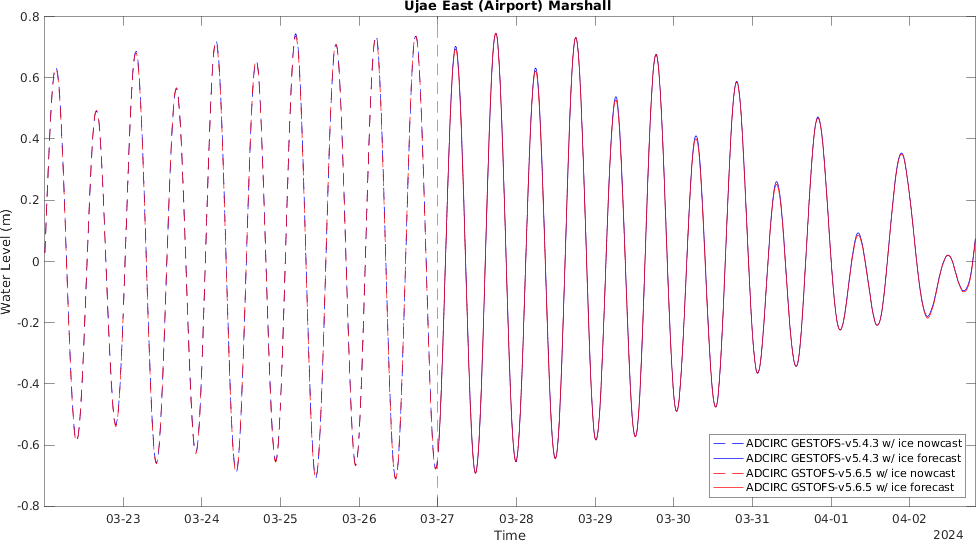 Ujae East (Airport) Marshall
Water Level (m)
0.8
0.6
0.4
0.2
0
-0.2
-0.4
-0.6
-0.8
ADCIRC GESTOFS-v5.4.3 w/ ice nowcast
ADCIRC GESTOFS-v5.4.3 w/ ice forecast
ADCIRC GSTOFS-v5.6.5 w/ ice nowcast
ADCIRC GSTOFS-v5.6.5 w/ ice forecast
03-23 03-24 03-25 03-26 03-27 03-28 03-29 03-30 03-31 04-01 04-02
Time
2024